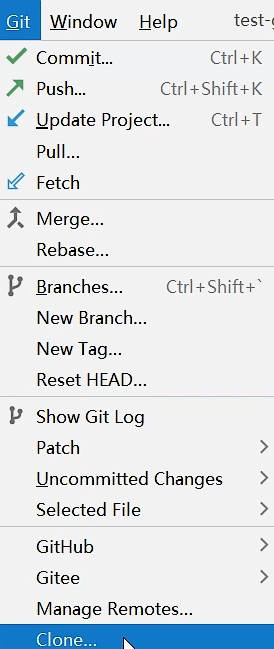 Git Window Help test-
Commit... Ctrl+K
Push... Ctrl+Shift+K
Update Project... Ctrl+T
Pull...
Fetch
Merge...
Rebase...
Branches... Ctrl+Shift+`
New Branch...
New Tag...
Reset HEAD...
Show Git Log
Patch
Uncommitted Changes
Selected File
GitHub
Gitee
Manage Remotes...
Clone...